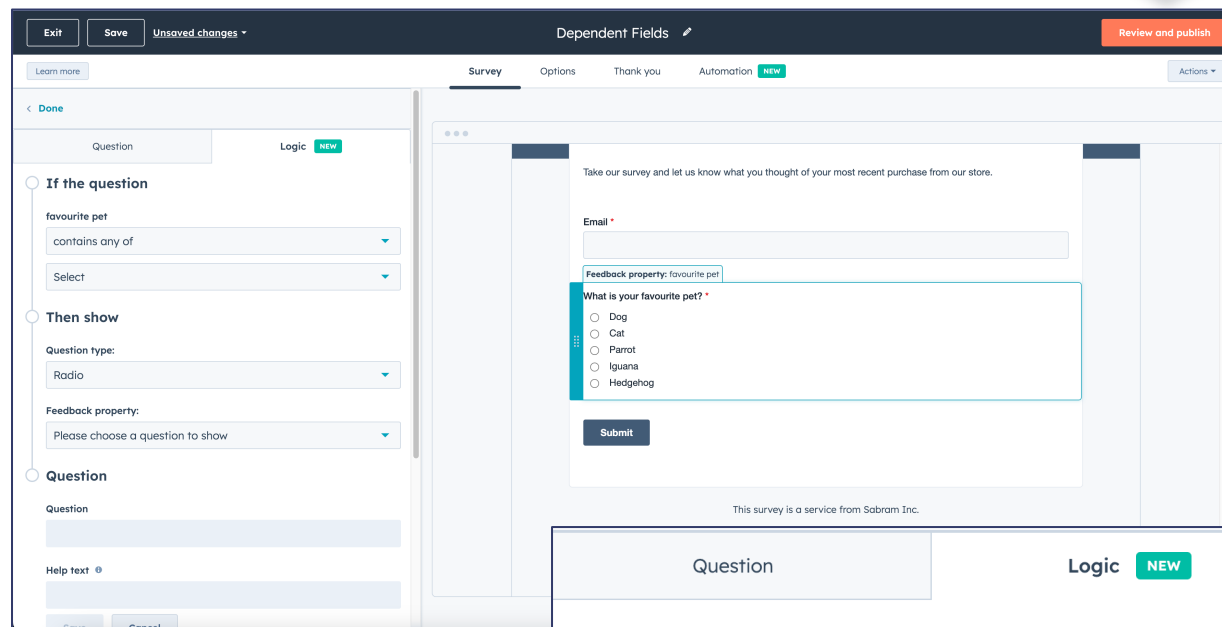 Exit Save Unsaved changes Dependent Fields Review and publish
Learn more Survey Options Thank you Automation NEW Actions
Done
Question Logic NEW
If the question
favourite pet
contains any of
Select
Then show
Question type:
Radio
Feedback property:
Please choose a question to show
Question
Question
Help text
Save Cancel
Take our survey and let us know what you thought of your most recent purchase from our store.
Email *
Feedback property: favourite pet
What is your favourite pet? *
Dog
Cat
Parrot
Iguana
Hedgehog
Submit
This survey is a service from Sabram Inc.
Question Logic NEW